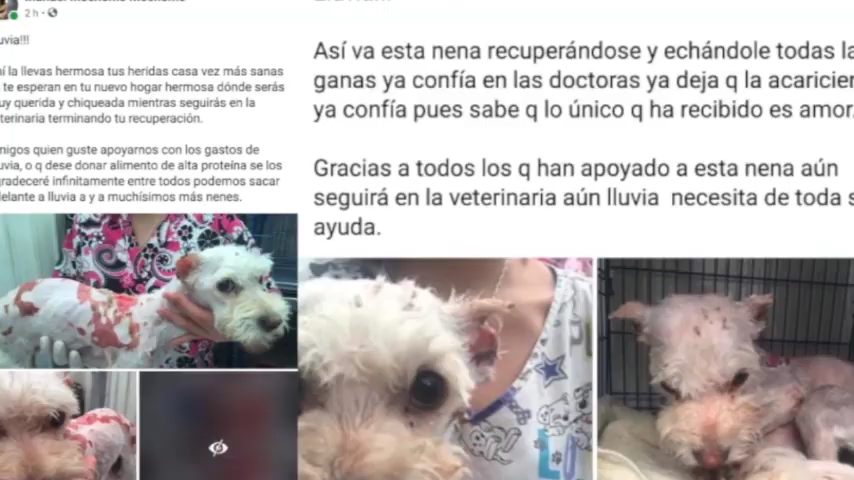 2 h
uvia!!!
la llevas hermosa tus heridas casa vez más sanas
te esperan en tu nuevo hogar hermosa dónde serás
uy querida y chiqueada mientras seguirás en la
eterinaria terminando tu recuperación.
migos quien guste apoyarnos con los gastos de
uvia, o q dese donar alimento de alta proteína se los
gradeceré infinitamente entre todos podemos sacar
delante a lluvia a y a muchísimos más nenes.
Así va esta nena recuperándose y echándole todas la
ganas ya confía en las doctoras ya deja q la acaricier
ya confía pues sabe q lo único q ha recibido es amor.
Gracias a todos los q han apoyado a esta nena aún
seguirá en la veterinaria aún lluvia necesita de toda s
ayuda.